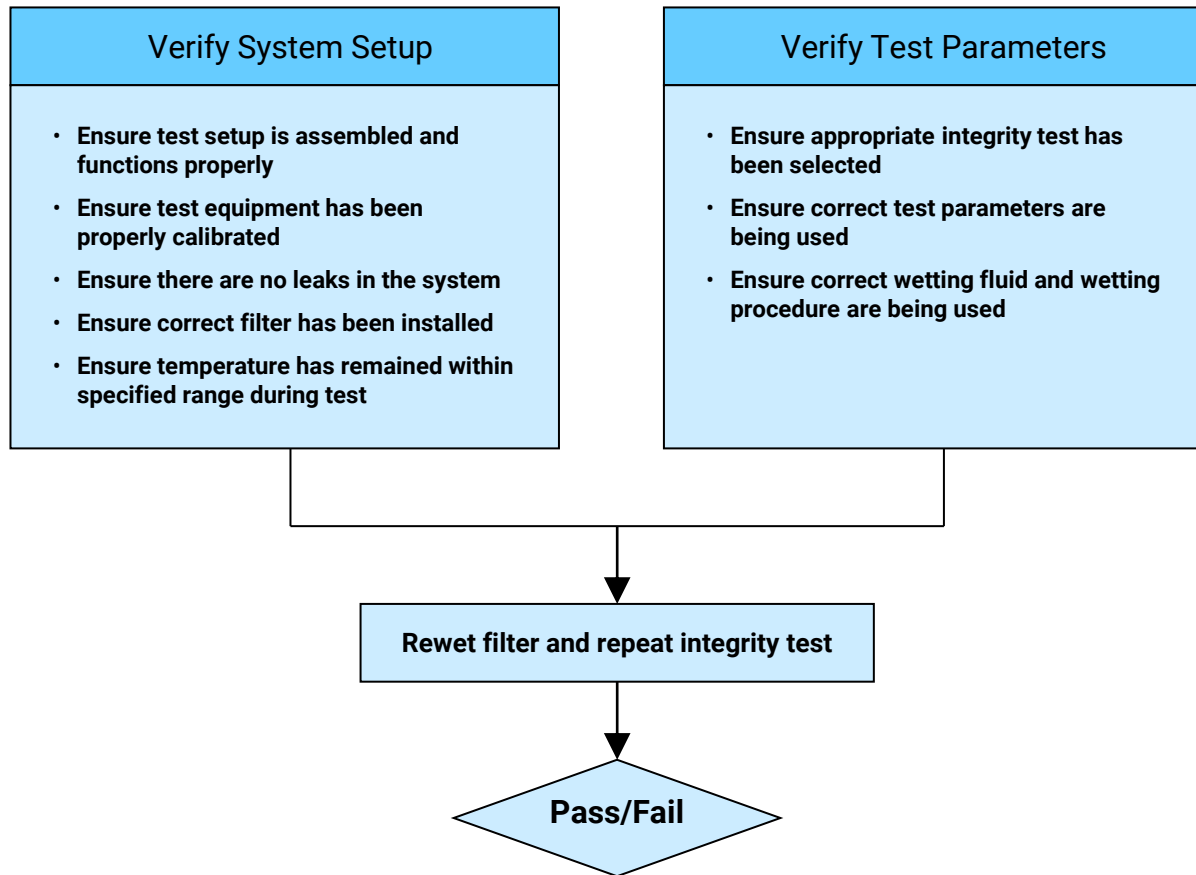 Verify System Setup
• Ensure test setup is assembled and
functions properly
• Ensure test equipment has been
properly calibrated
• Ensure there are no leaks in the system
• Ensure correct filter has been installed
• Ensure temperature has remained within
specified range during test
Verify Test Parameters
• Ensure appropriate integrity test has
been selected
• Ensure correct test parameters are
being used
• Ensure correct wetting fluid and wetting
procedure are being used
Rewet filter and repeat integrity test
Pass/Fail